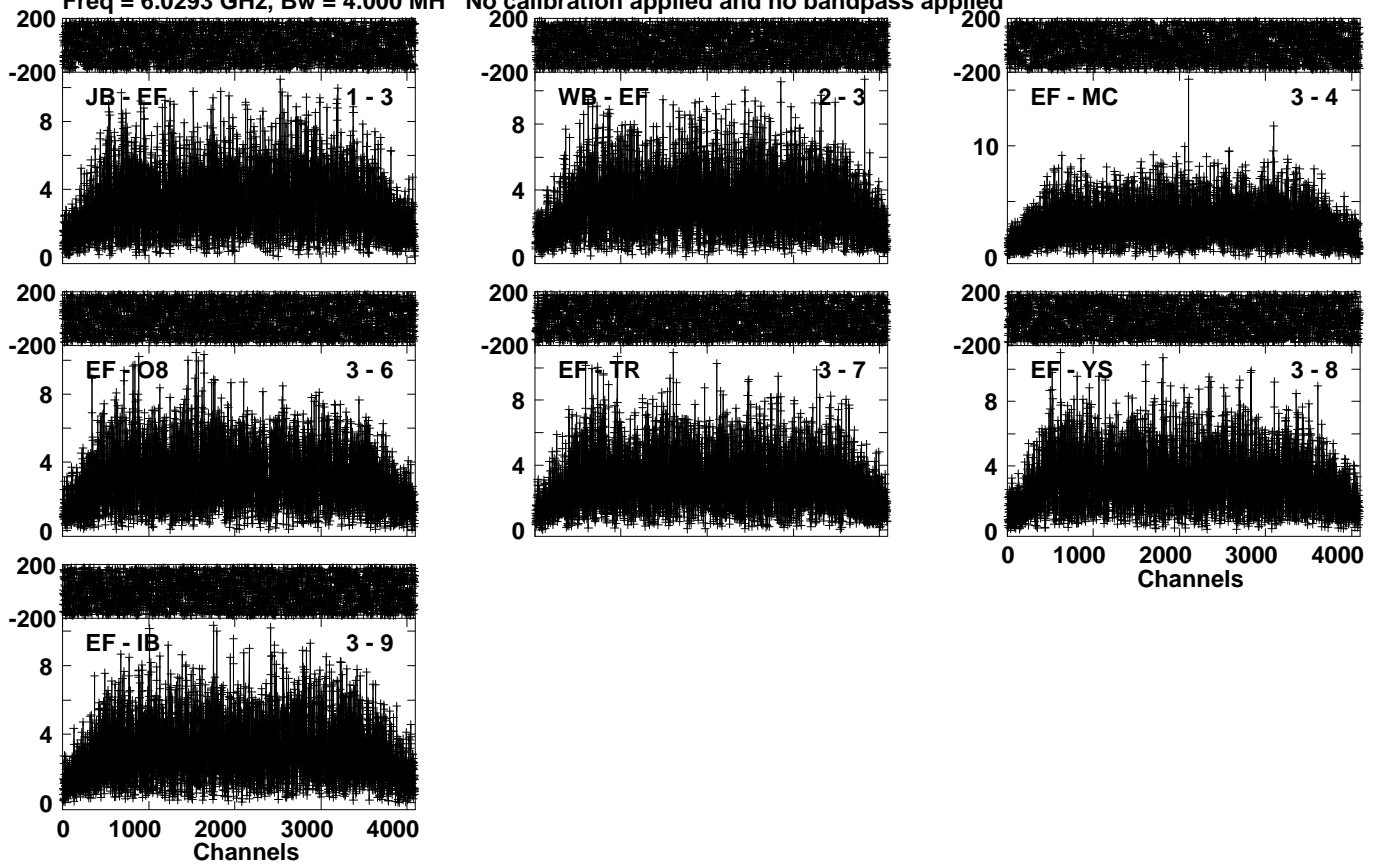 Freq = 6.0293 GHz, Bw = 4.000 MH No calibration applied and no bandpass applied
200 200 200
-200 -200 -200
JB - EF 1 - 3 WB - EF 2 - 3 EF - MC 3 - 4
8 8 10
4 4
0 0 0
200 200 200
-200 -200 -200
EF - O8 3 - 6 EF - TR 3 - 7 EF - YS 3 - 8
8 8 8
4 4 4
0 0 0
0 1000 2000 3000 4000
Channels
200
-200
EF - IB 3 - 9
8
4
0
0 1000 2000 3000 4000
Channels